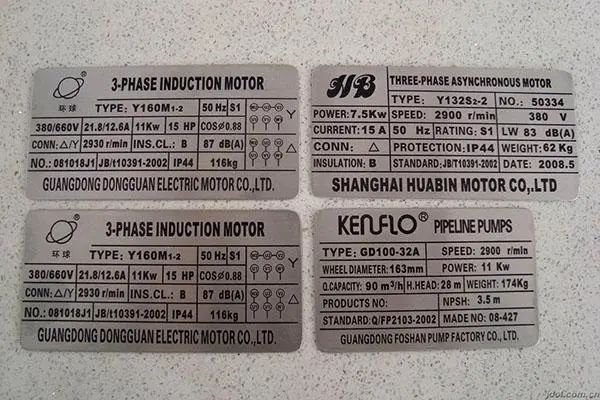 环球
3-PHASE INDUCTION MOTOR
TYPE: Y160M1-2 50 Hz S1
380/660V 21.8/12.6A 11Kw 15 HP COSØ0.88
CONN: △/Y 2930 r/min INS.CL: B 87 dB(A)
NO.: 081018J1 JB/t10391-2002 IP44 116kg
GUANGDONG DONGGUAN ELECTRIC MOTOR CO.,LTD.
HB THREE-PHASE ASYNCHRONOUS MOTOR
TYPE: Y132S2-2 NO.: 50334
POWER: 7.5Kw SPEED: 2900 r/min 380 V
CURRENT: 15 A 50 Hz RATING: S1 LW 83 dB(A)
CONN: △ PROTECTION: IP44 WEIGHT: 62 Kg
INSULATION: B STANDARD: JB/T10391-2002 DATE: 2008.5
SHANGHAI HUABIN MOTOR CO,.LTD
环球
3-PHASE INDUCTION MOTOR
TYPE: Y160M1-2 50 Hz S1
380/660V 21.8/12.6A 11Kw 15 HP COSØ0.88
CONN: △/Y 2930 r/min INS.CL: B 87 dB(A)
NO.: 081018J1 JB/t10391-2002 IP44 116kg
GUANGDONG DONGGUAN ELECTRIC MOTOR CO.,LTD.
KENFLO® PIPELINE PUMPS
TYPE: GD100-32A SPEED: 2900 r/min
WHEEL DIAMETER: 163mm POWER: 11 Kw
Q.CAPACITY: 90 m³/h H.HEAD: 28 m WEIGHT: 174Kg
PRODUCTS NO: NPSH: 3.5 m
STANDARD: Q/FP2103-2002 MADE NO: 08-427
GUANGDONG FOSHAN PUMP FACTORY CO., LTD.
jdol.com.cn